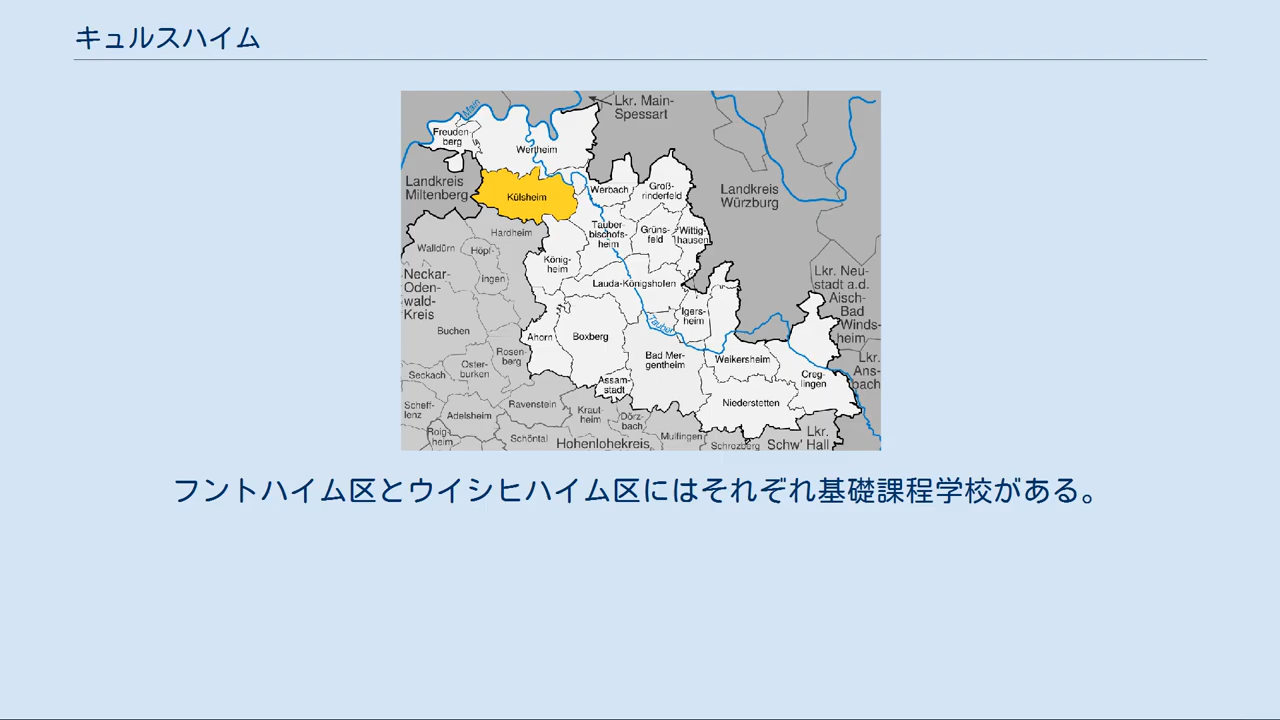 キュルスハイム
Main
Lkr. Main-
Spessart
Freuden-
berg
Wertheim
Landkreis
Miltenberg
Külsheim
Werbach
Groß-
rinderfeld
Landkreis
Würzburg
Hardheim
Tauber-
bischofs-
heim
Grüns-
feld
Wittig-
hausen
Walldürn
Höpf-
ingen
König-
heim
Neckar-
Oden-
wald-
Kreis
Lauda-Königshofen
Lkr. Neu-
stadt a.d.
Aisch-
Bad
Winds-
heim
Igers-
heim
Tauber
Buchen
Ahorn
Boxberg
Rosen-
berg
Bad Mer-
gentheim
Weikersheim
Lkr.
Ans-
bach
Seckach
Oster-
burken
Assam-
stadt
Creg-
lingen
Scheff-
lenz
Adelsheim
Ravenstein
Kraut-
heim
Dörz-
bach
Niederstetten
Roig-
heim
Schöntal
Hohenlohekreis
Mulfingen
Schrozberg
Lkr.
Schw' Hall
フントハイム区とウイシヒハイム区にはそれぞれ基礎課程学校がある。